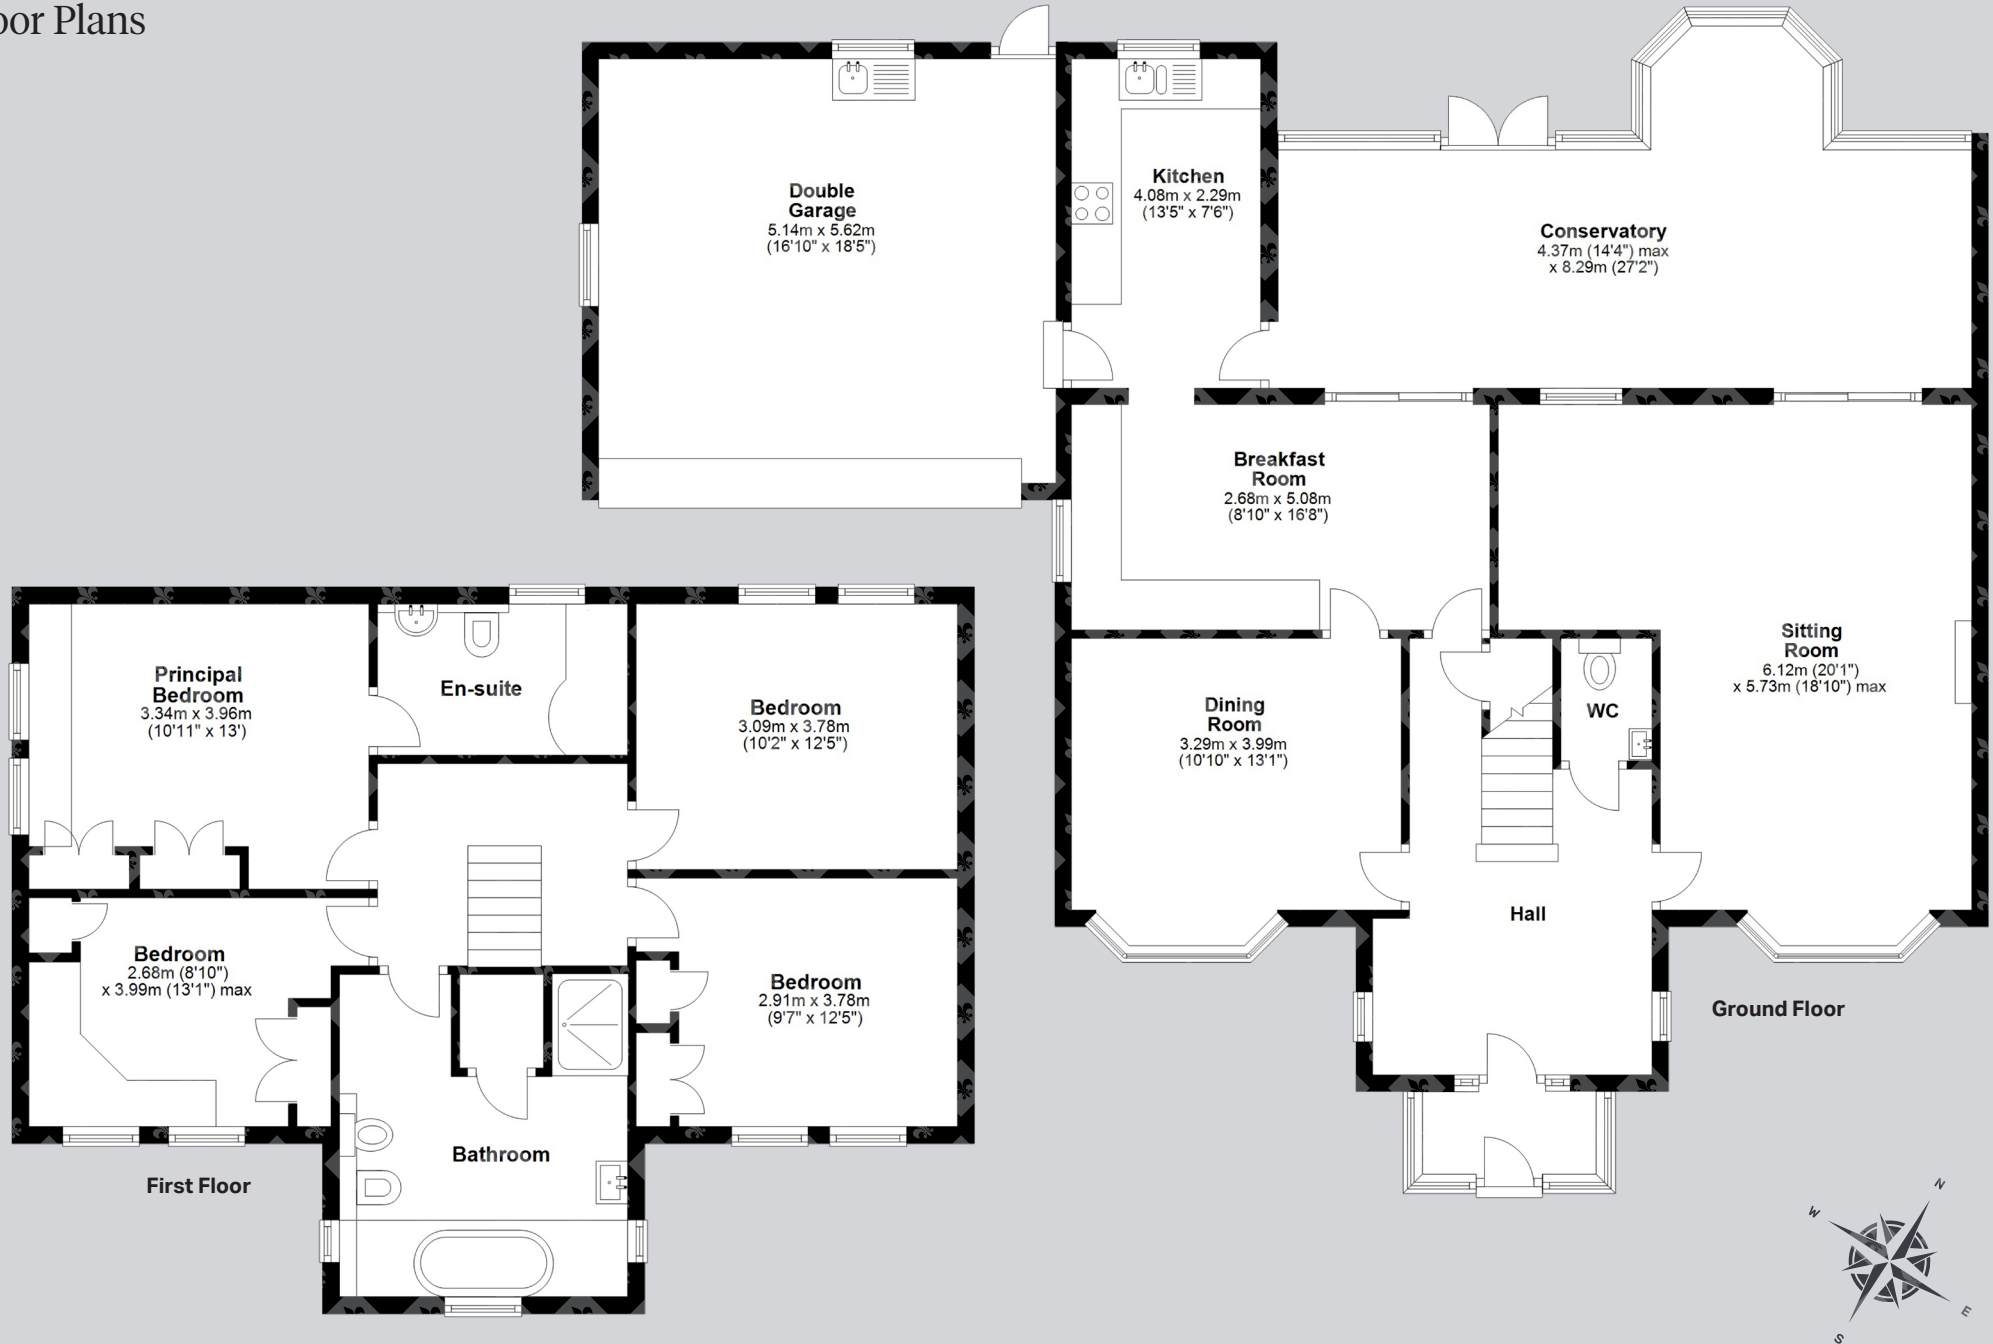 oor Plans
Double
Garage
5.14m x 5.62m
(16'10" x 18'5")
Kitchen
4.08m x 2.29m
(13'5" x 7'6")
Conservatory
4.37m (14'4") max
x 8.29m (27'2")
Breakfast
Room
2.68m x 5.08m
(8'10" x 16'8")
Sitting
Room
6.12m (20'1")
x 5.73m (18'10") max
Dining
Room
3.29m x 3.99m
(10'10" x 13'1")
WC
Hall
Ground Floor
Principal
Bedroom
3.34m x 3.96m
(10'11" x 13')
En-suite
Bedroom
3.09m x 3.78m
(10'2" x 12'5")
Bedroom
2.68m (8'10")
x 3.99m (13'1") max
Bedroom
2.91m x 3.78m
(9'7" x 12'5")
Bathroom
First Floor
N
W
E
S